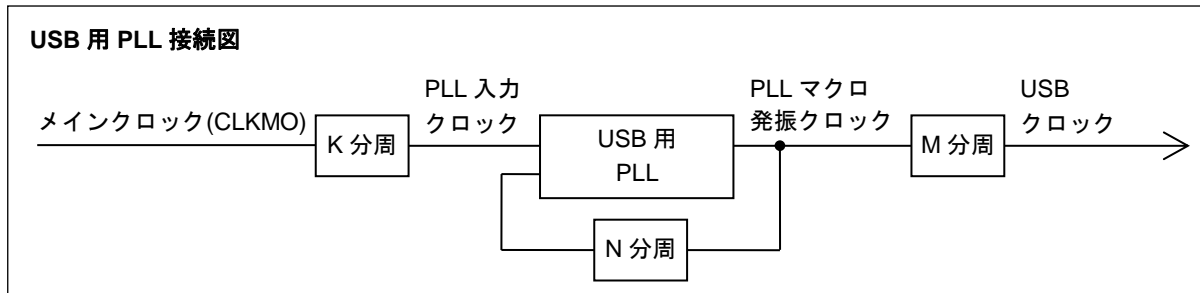 USB 用 PLL 接続図
メインクロック(CLKMO)
K 分周
PLL 入力
クロック
USB 用
PLL
PLL マクロ
発振クロック
M 分周
USB
クロック
N 分周